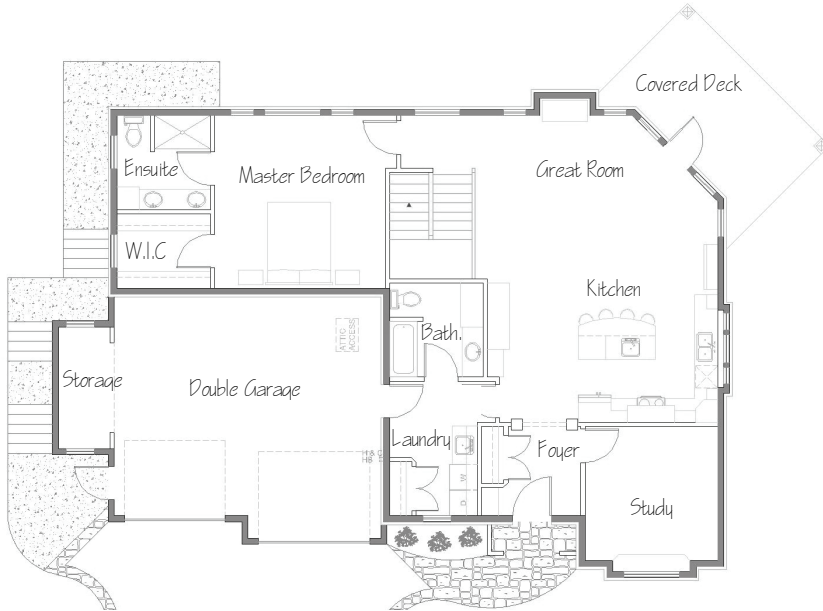 Covered Deck
Ensuite
Master Bedroom
Great Room
W.I.C
Kitchen
Bath.
ATTIC
ACCESS
Storage
Double Garage
Laundry
Foyer
W
Study